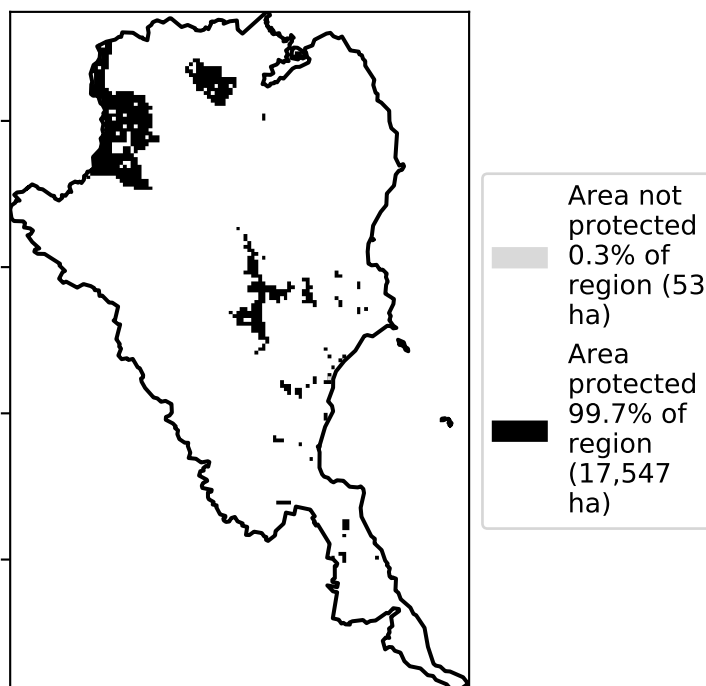 Area not
protected
0.3% of
region (53
ha)
Area
protected
99.7% of
region
(17,547
ha)